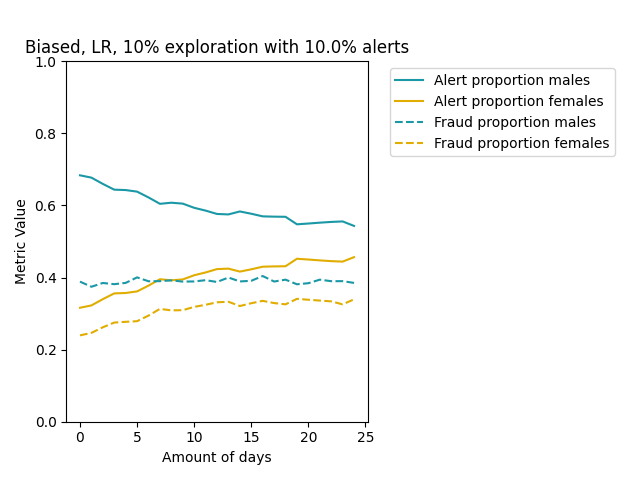 Biased, LR, 10% exploration with 10.0% alerts
1.0
0.8
0.6
0.4
0.2
0.0
Metric Value
0 5 10 15 20 25
Amount of days
Alert proportion males
Alert proportion females
Fraud proportion males
Fraud proportion females